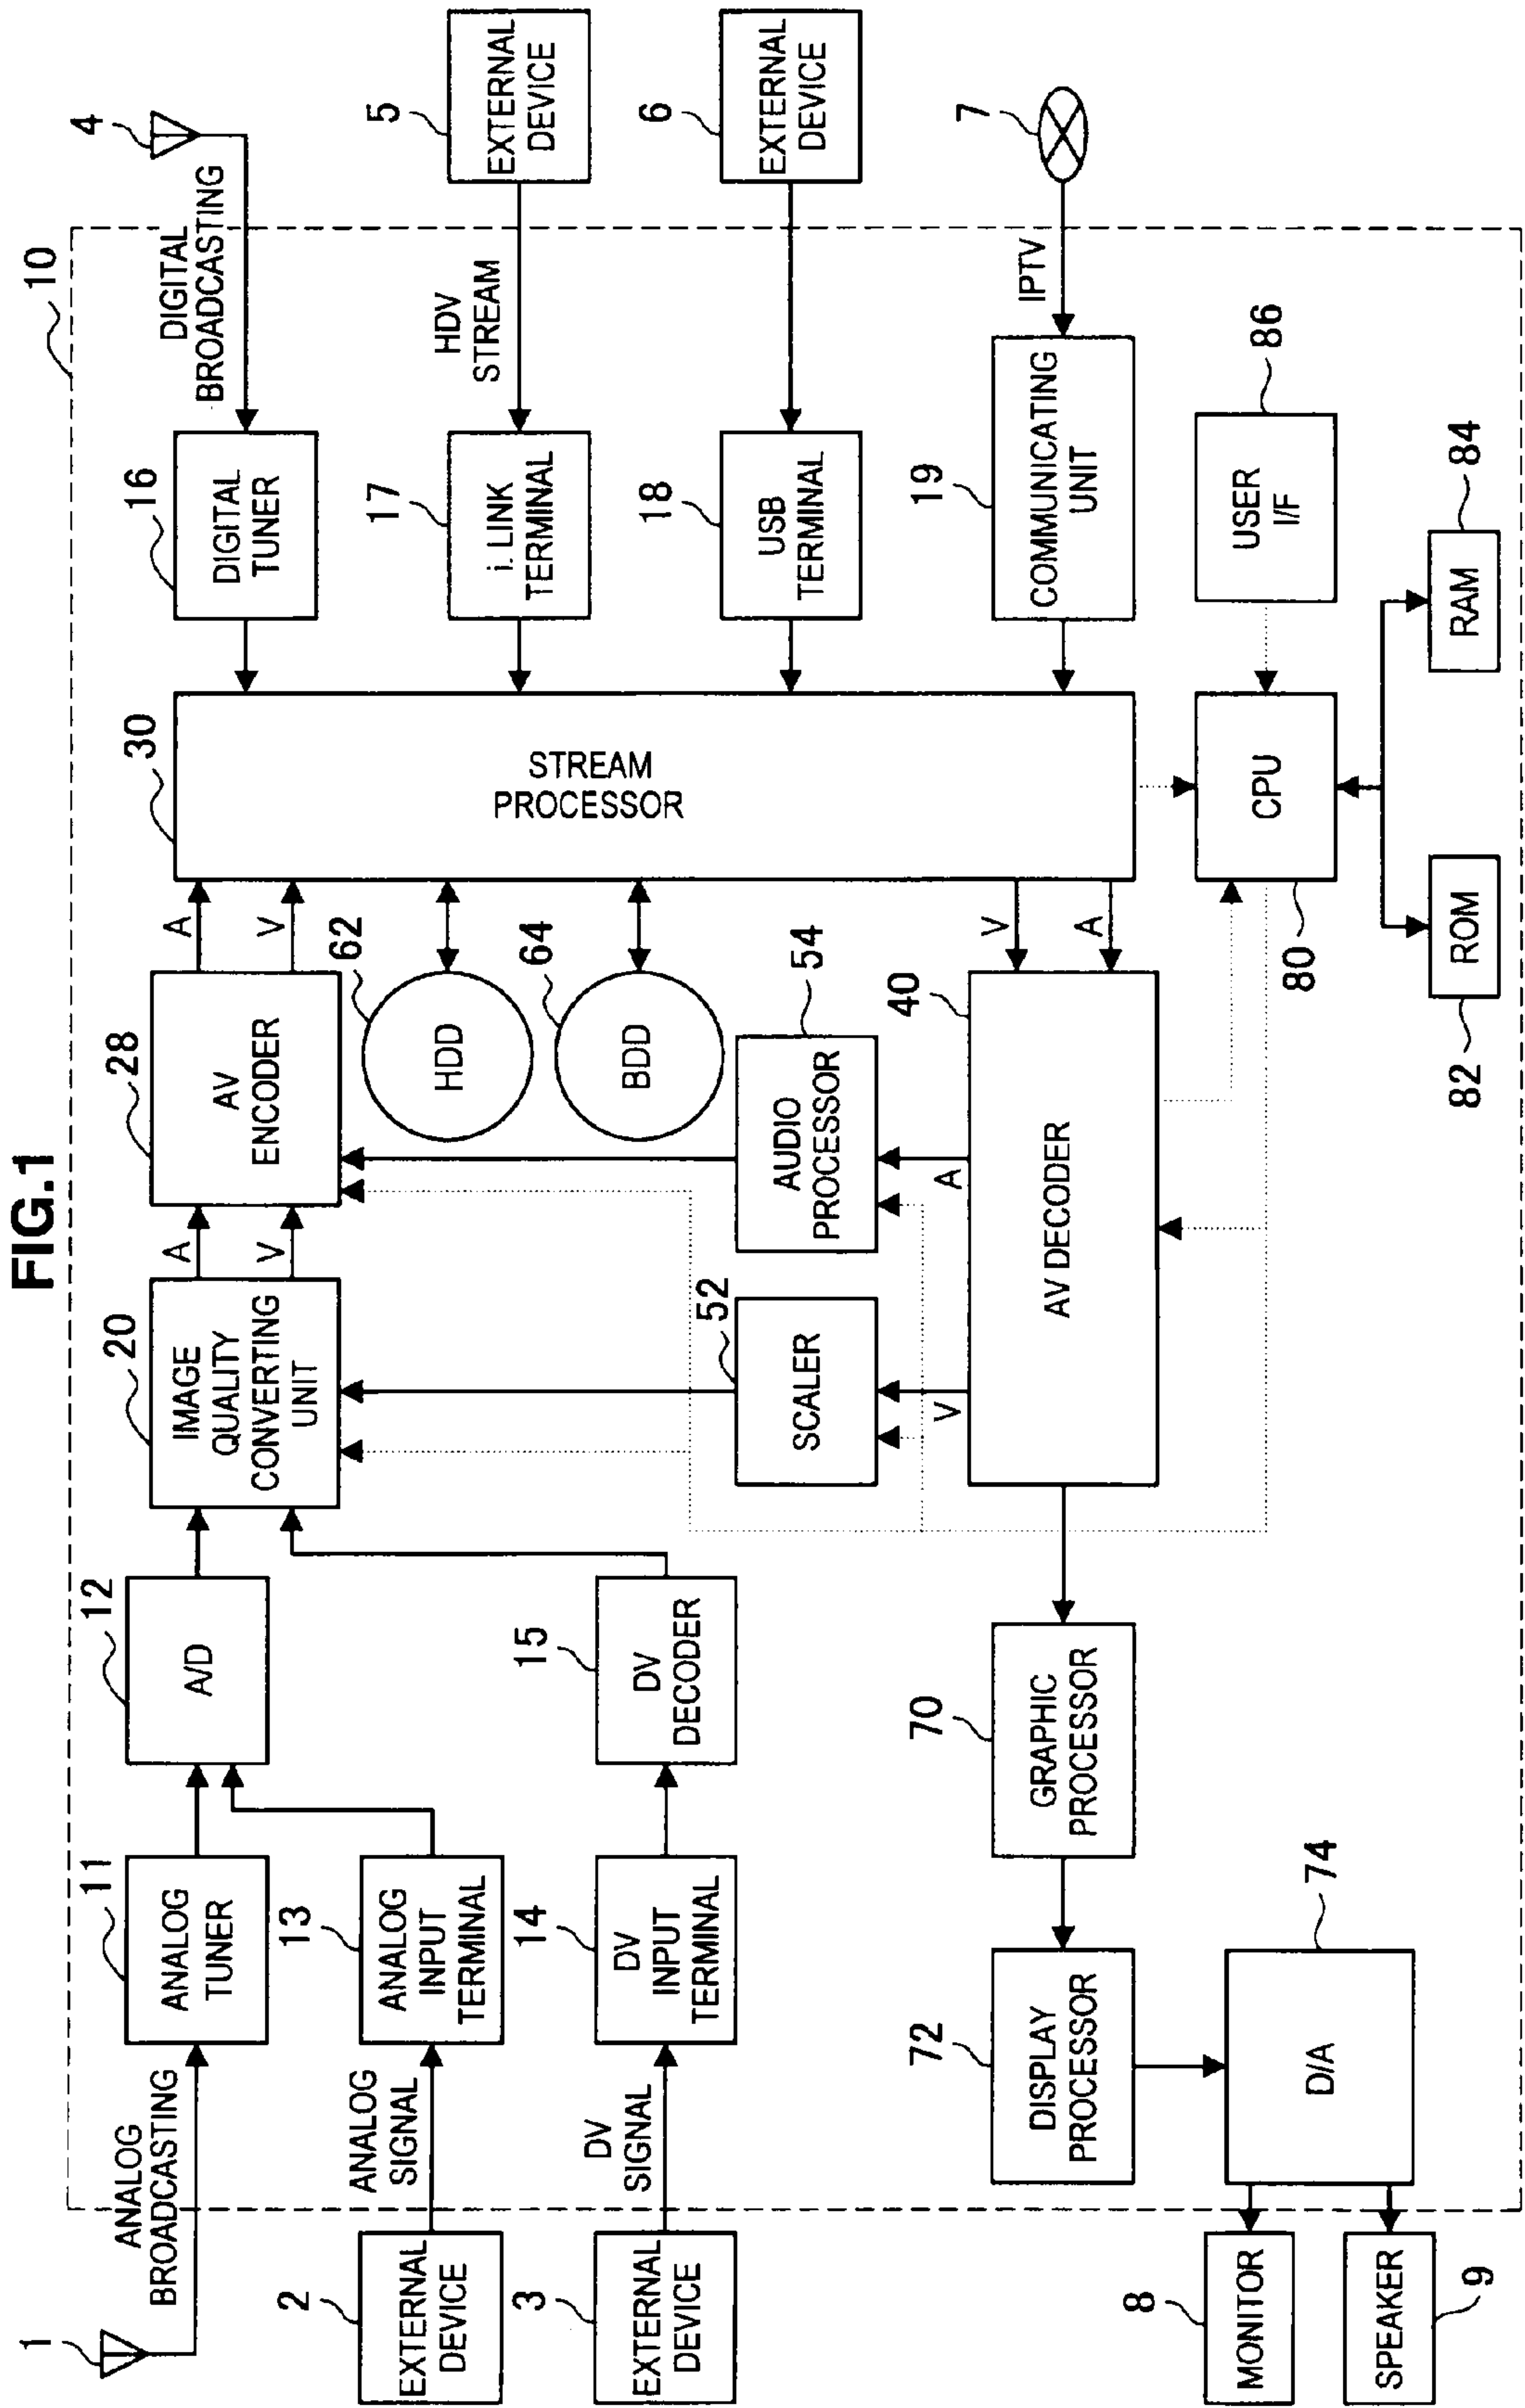 FIG.1
10
1
ANALOG
BROADCASTING
11
ANALOG
TUNER
12
A/D
20
IMAGE
QUALITY
CONVERTING
UNIT
A
V
28
AV
ENCODER
A
V
30
STREAM
PROCESSOR
16
DIGITAL
TUNER
DIGITAL
BROADCASTING
4
2
EXTERNAL
DEVICE
ANALOG
SIGNAL
13
ANALOG
INPUT
TERMINAL
62
HDD
17
i. LINK
TERMINAL
HDV
STREAM
5
EXTERNAL
DEVICE
3
EXTERNAL
DEVICE
DV
SIGNAL
14
DV
INPUT
TERMINAL
15
DV
DECODER
64
BDD
18
USB
TERMINAL
6
EXTERNAL
DEVICE
52
SCALER
54
AUDIO
PROCESSOR
V
A
V
A
40
AV DECODER
19
COMMUNICATING
UNIT
IPTV
7
72
DISPLAY
PROCESSOR
70
GRAPHIC
PROCESSOR
80
CPU
86
USER
I/F
8
MONITOR
74
D/A
9
SPEAKER
82
ROM
84
RAM